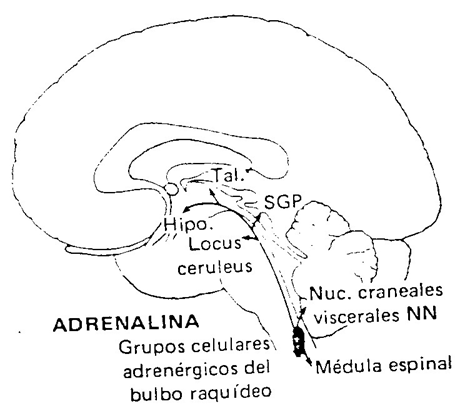 Tal.
SGP
Hipo.
Locus
ceruleus
Nuc. craneales
viscerales NN
ADRENALINA
Grupos celulares
adrenérgicos del
bulbo raquídeo
Médula espinal